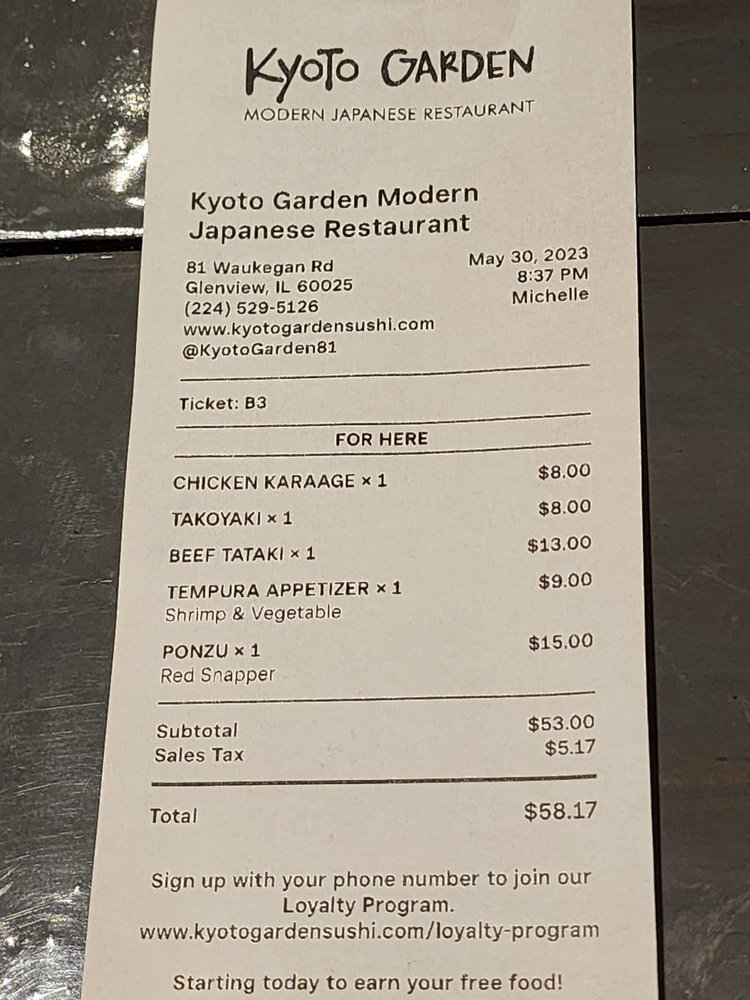 KYOTO GARDEN
MODERN JAPANESE RESTAURANT
Kyoto Garden Modern
Japanese Restaurant
81 Waukegan Rd
Glenview, IL 60025
(224) 529-5126
www.kyotogardensushi.com
@KyotoGarden81
May 30, 2023
8:37 PM
Michelle
Ticket: B3
FOR HERE
CHICKEN KARAAGE × 1 $8.00
TAKOYAKI × 1 $8.00
BEEF TATAKI × 1 $13.00
TEMPURA APPETIZER × 1 $9.00
Shrimp & Vegetable
PONZU × 1 $15.00
Red Snapper
Subtotal $53.00
Sales Tax $5.17
Total $58.17
Sign up with your phone number to join our
Loyalty Program.
www.kyotogardensushi.com/loyalty-program
Starting today to earn your free food!